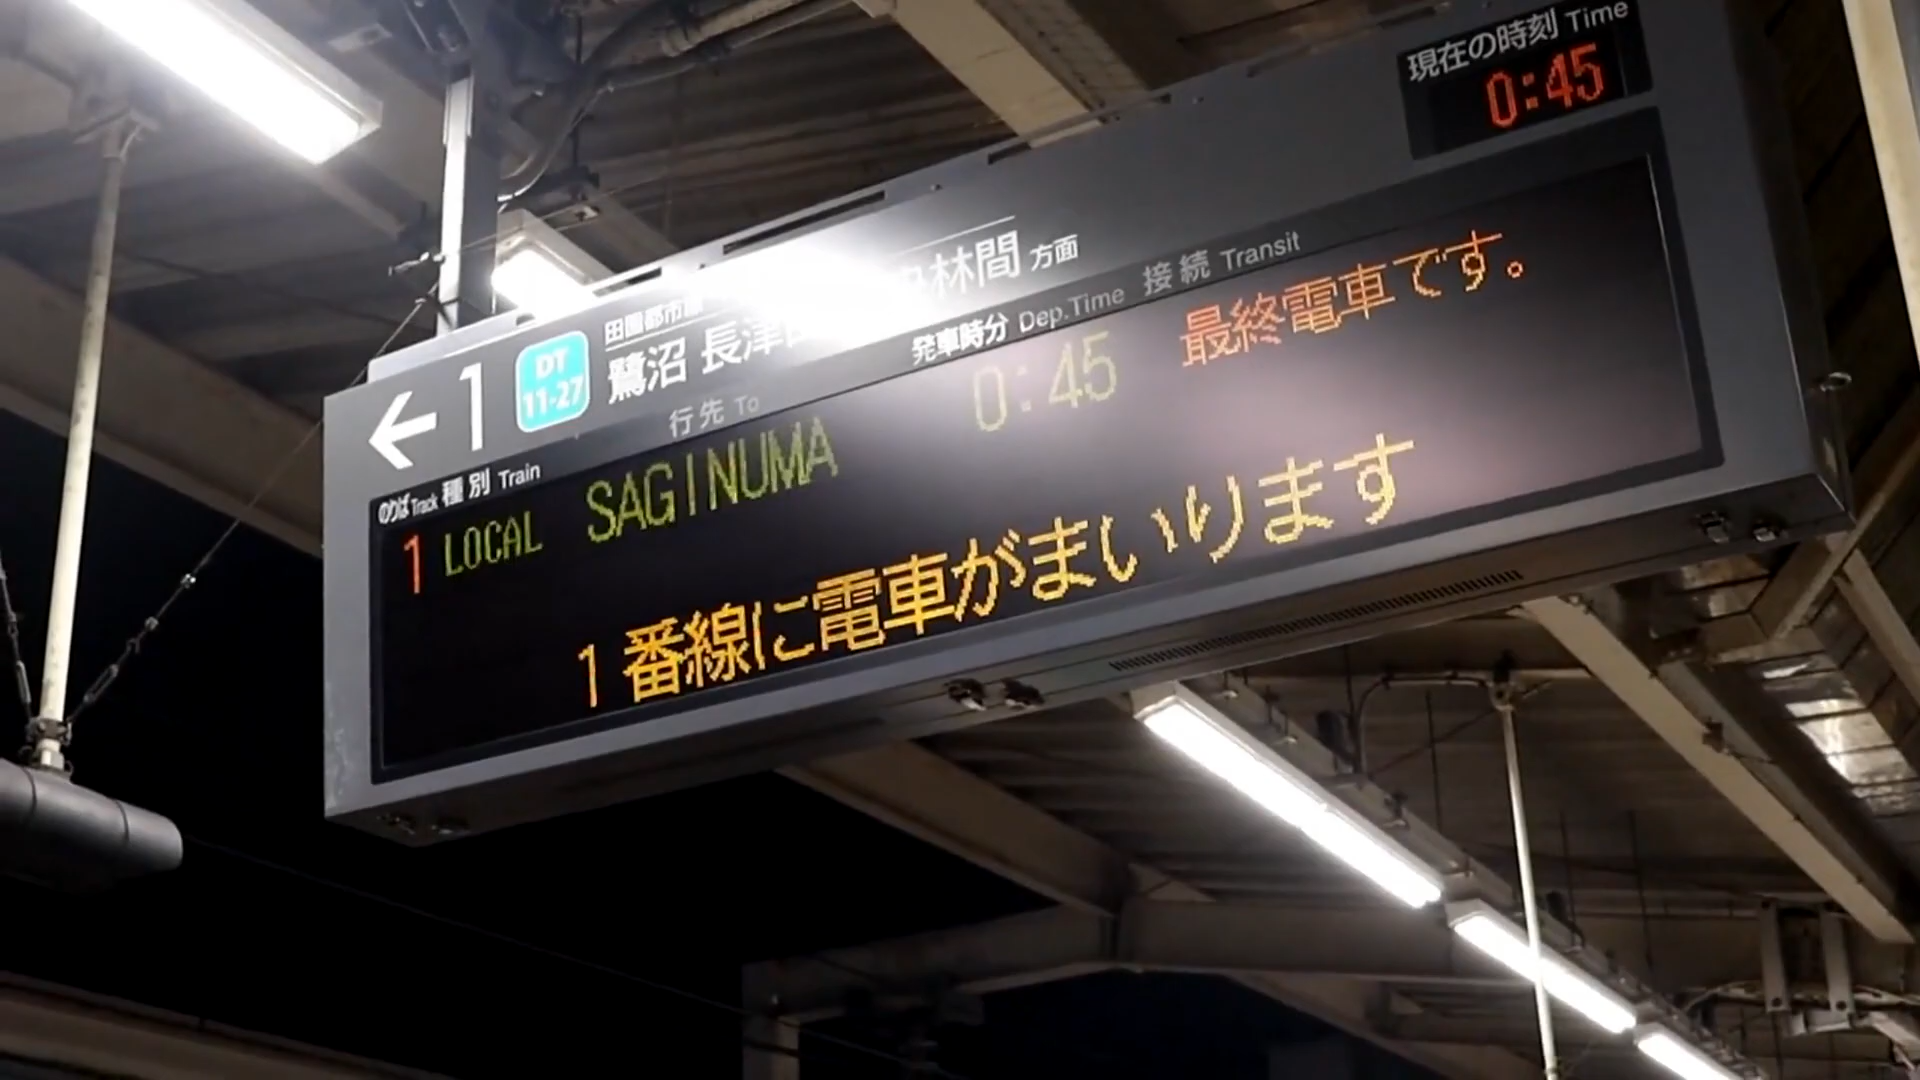 現在の時刻 Time
0:45
← 1 DT 11-27 田園都市線
鷺沼 長津田 林間 方面
のりば Track 種別 Train 行先 To 発車時分 Dep.Time 接続 Transit
1 LOCAL SAGINUMA 0:45 最終電車です。
1番線に電車がまいります